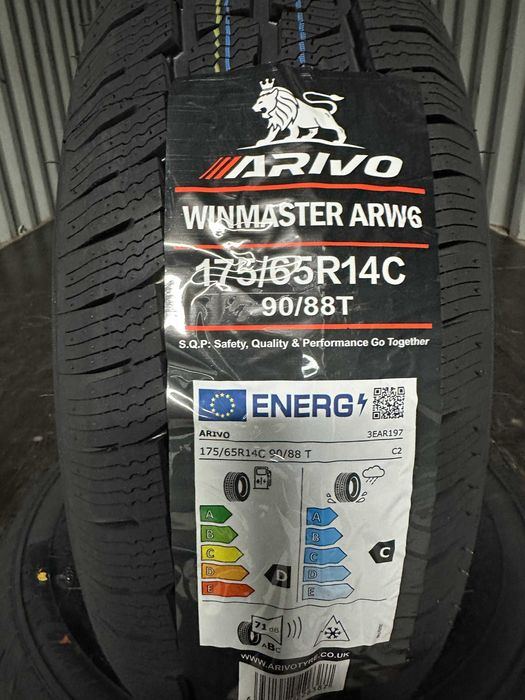 ARIVO
WINMASTER ARW6
175/65R14C
90/88T
S.Q.P: Safety, Quality & Performance Go Together
ENERG
ARIVO 3EAR197
175/65R14C 90/88 T C2
A A
B B
C C C
D D D
E E
71 dB
ABC
WWW.ARIVOTYRE.CO.UK